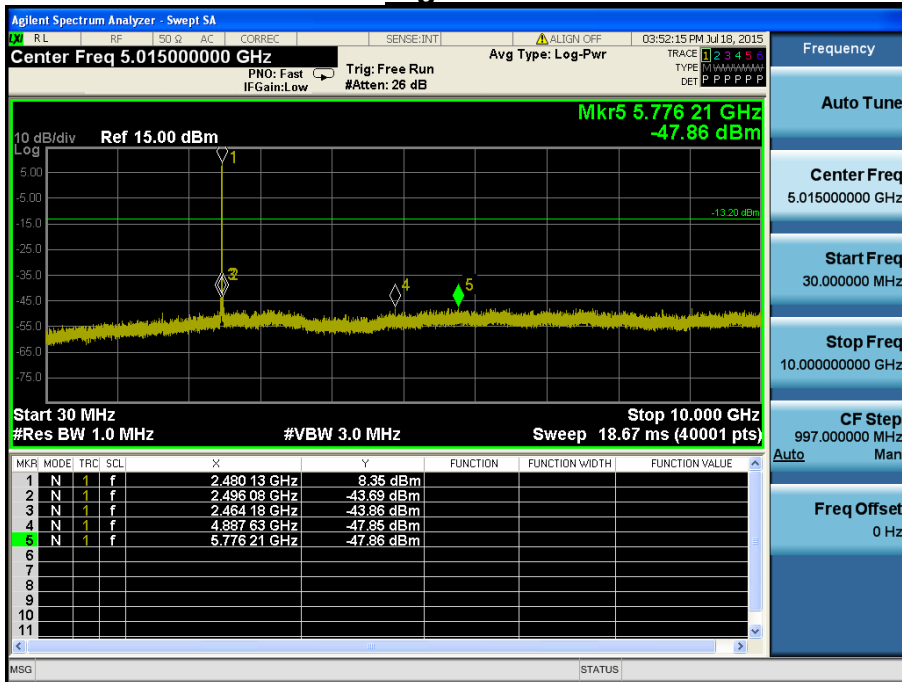 Agilent Spectrum Analyzer - Swept SA
LXI RL RF 50 Ω AC CORREC SENSE:INT ALIGN OFF 03:52:15 PM Jul 18, 2015
Center Freq 5.015000000 GHz
PNO: Fast
IFGain:Low
Trig: Free Run
#Atten: 26 dB
Avg Type: Log-Pwr
TRACE 1 2 3 4 5 6
TYPE M
DET P P P P P P
Mkr5 5.776 21 GHz
-47.86 dBm
10 dB/div Ref 15.00 dBm
Log
1
5.00
-5.00
-13.20 dBm
-15.0
-25.0
-35.0
4
5
-45.0
-55.0
-65.0
-75.0
Start 30 MHz Stop 10.000 GHz
#Res BW 1.0 MHz #VBW 3.0 MHz Sweep 18.67 ms (40001 pts)
MKR MODE TRC SCL X Y FUNCTION FUNCTION WIDTH FUNCTION VALUE
1 N 1 f 2.480 13 GHz 8.35 dBm
2 N 1 f 2.496 08 GHz -43.69 dBm
3 N 1 f 2.464 18 GHz -43.86 dBm
4 N 1 f 4.887 63 GHz -47.85 dBm
5 N 1 f 5.776 21 GHz -47.86 dBm
6
7
8
9
10
11
MSG STATUS
Frequency
Auto Tune
Center Freq
5.015000000 GHz
Start Freq
30.000000 MHz
Stop Freq
10.000000000 GHz
CF Step
997.000000 MHz
Auto Man
Freq Offset
0 Hz